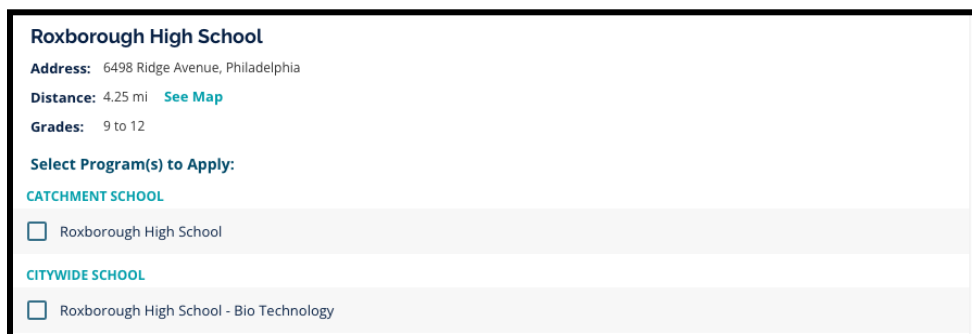 Roxborough High School
Address: 6498 Ridge Avenue, Philadelphia
Distance: 4.25 mi See Map
Grades: 9 to 12
Select Program(s) to Apply:
CATCHMENT SCHOOL
Roxborough High School
CITYWIDE SCHOOL
Roxborough High School - Bio Technology